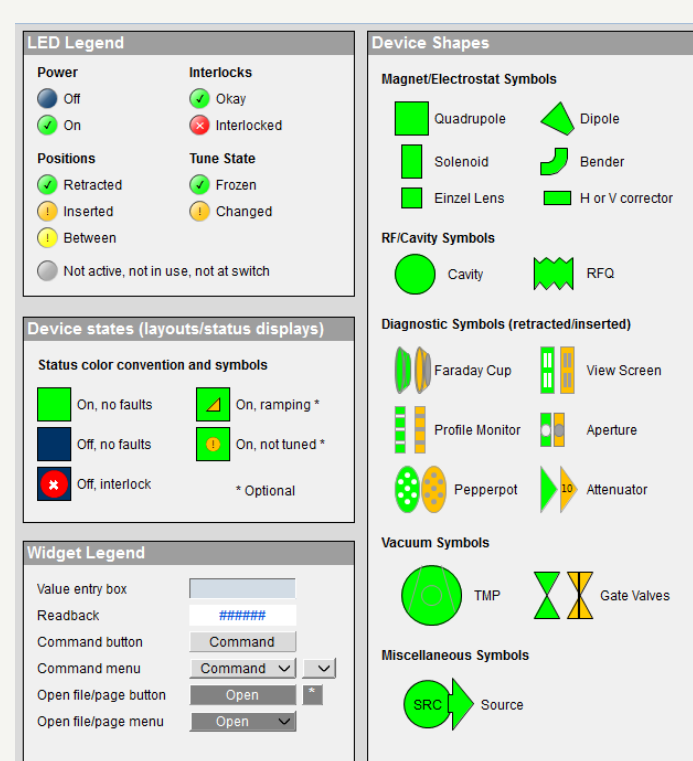 LED Legend
Power
Interlocks
Off
Okay
On
Interlocked
Positions
Tune State
Retracted
Frozen
Inserted
Changed
Between
Not active, not in use, not at switch
Device states (layouts/status displays)
Status color convention and symbols
On, no faults
On, ramping *
Off, no faults
On, not tuned *
Off, interlock
* Optional
Widget Legend
Value entry box
Readback
######
Command button
Command
Command menu
Command
Open file/page button
Open
*
Open file/page menu
Open
Device Shapes
Magnet/Electrostat Symbols
Quadrupole
Dipole
Solenoid
Bender
Einzel Lens
H or V corrector
RF/Cavity Symbols
Cavity
RFQ
Diagnostic Symbols (retracted/inserted)
Faraday Cup
View Screen
Profile Monitor
Aperture
Pepperpot
10
Attenuator
Vacuum Symbols
TMP
Gate Valves
Miscellaneous Symbols
SRC
Source